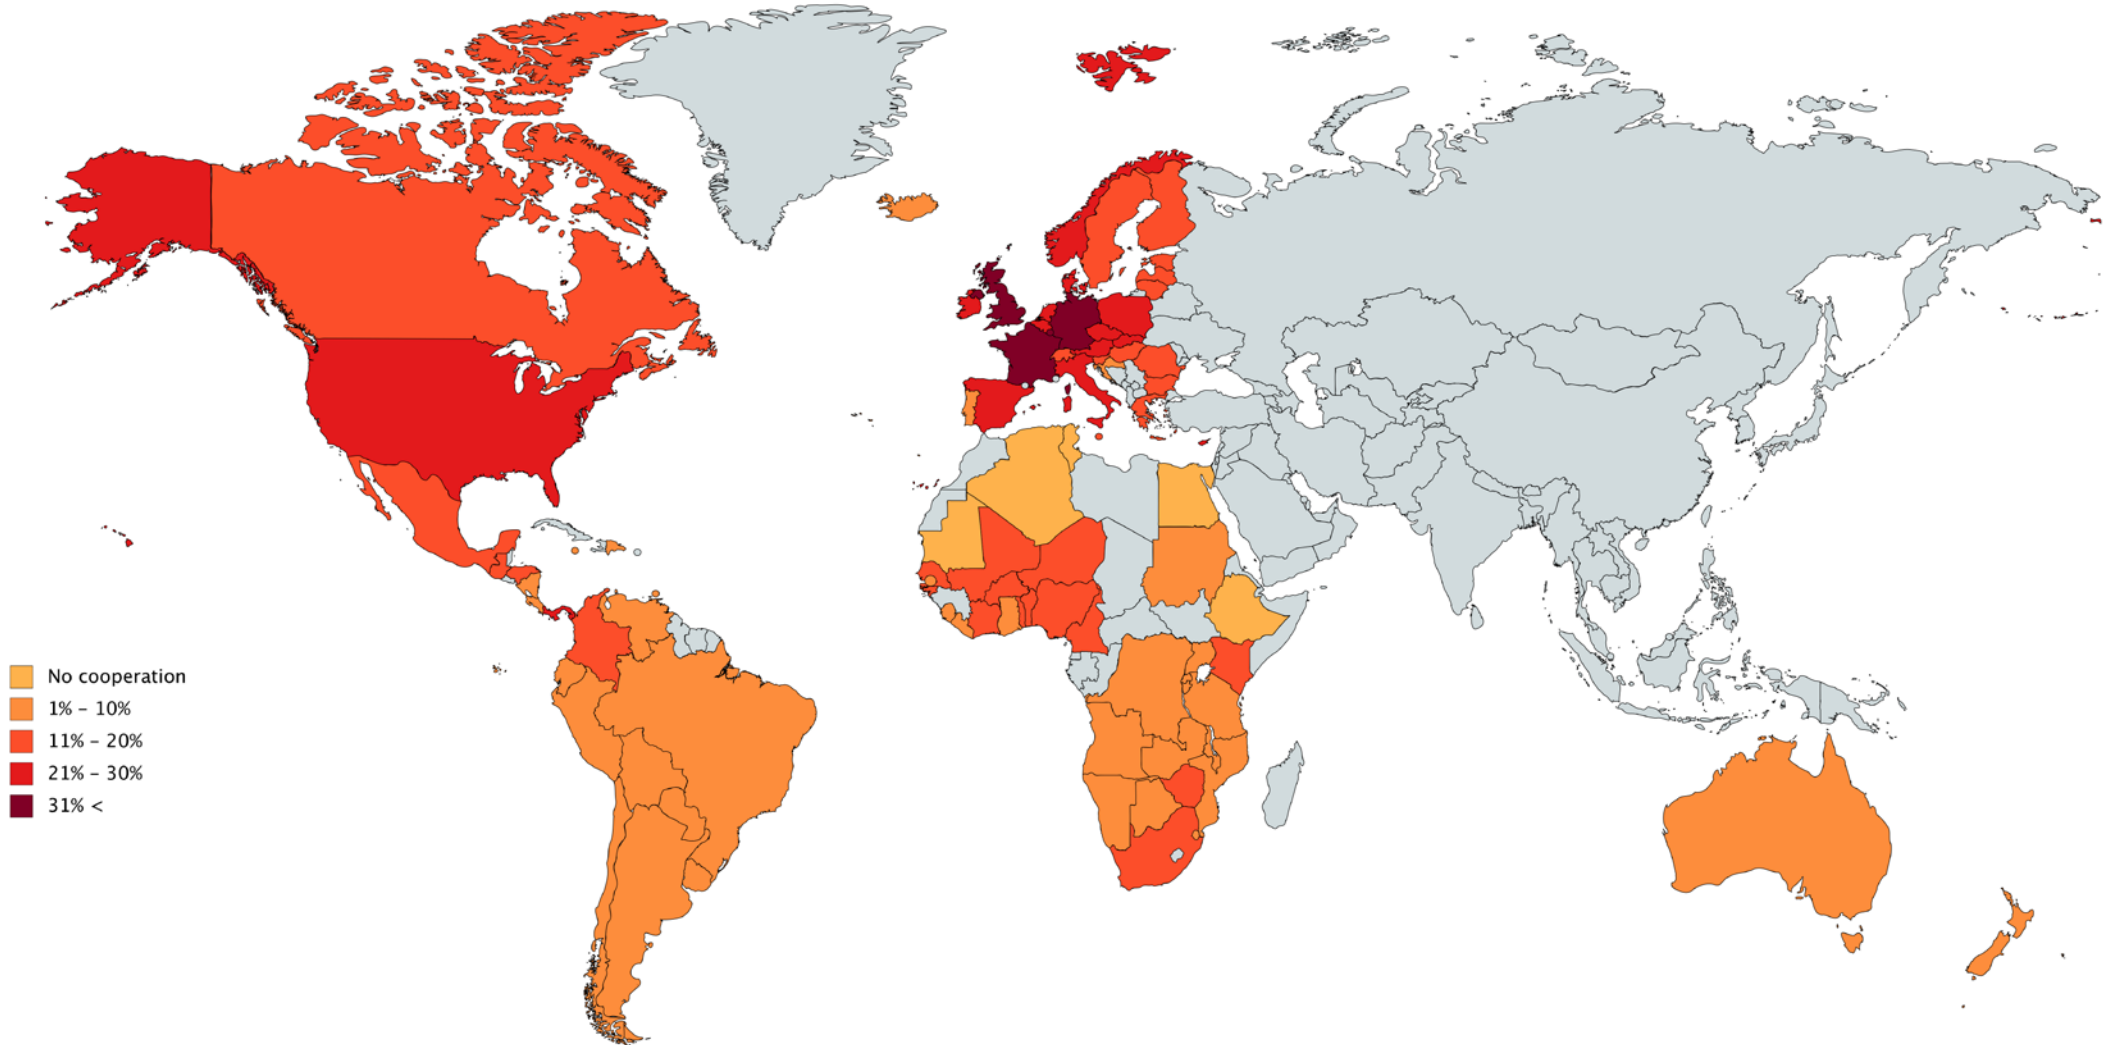 No cooperation
1% – 10%
11% – 20%
21% – 30%
31% <